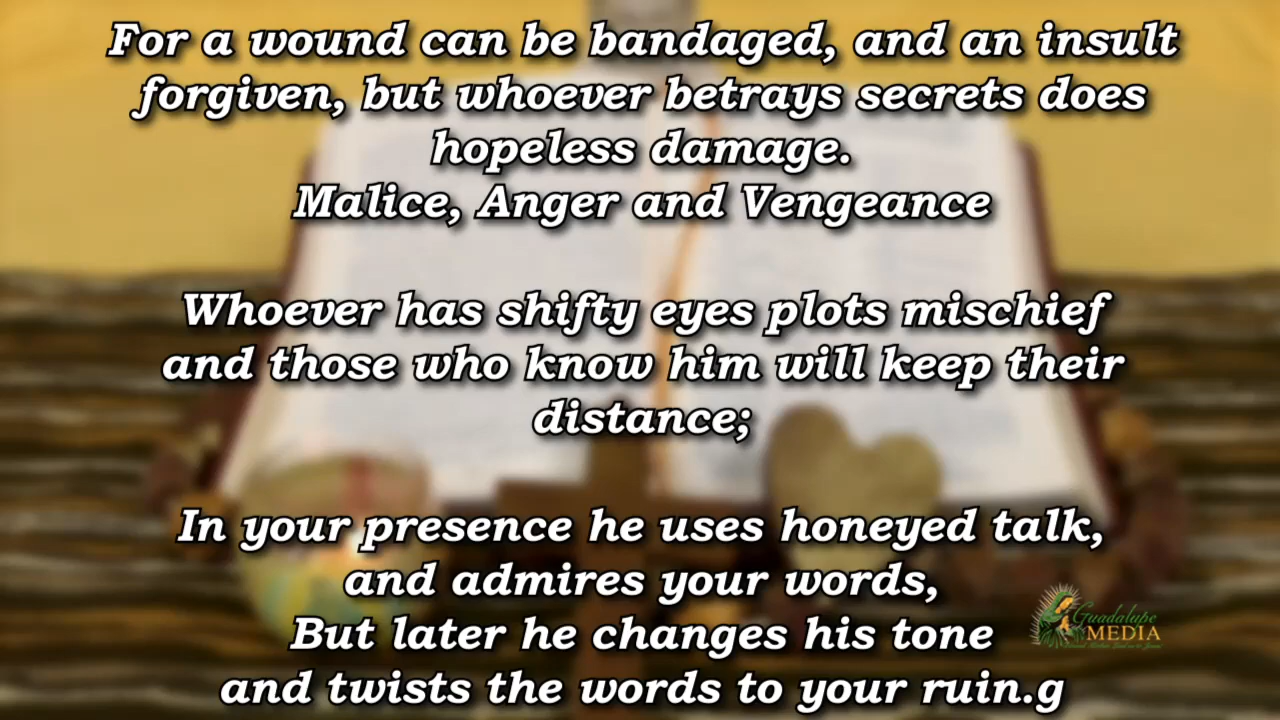 For a wound can be bandaged, and an insult
forgiven, but whoever betrays secrets does
hopeless damage.
Malice, Anger and Vengeance
Whoever has shifty eyes plots mischief
and those who know him will keep their
distance;
In your presence he uses honeyed talk,
and admires your words,
But later he changes his tone
and twists the words to your ruin.g
Guadalupe
MEDIA